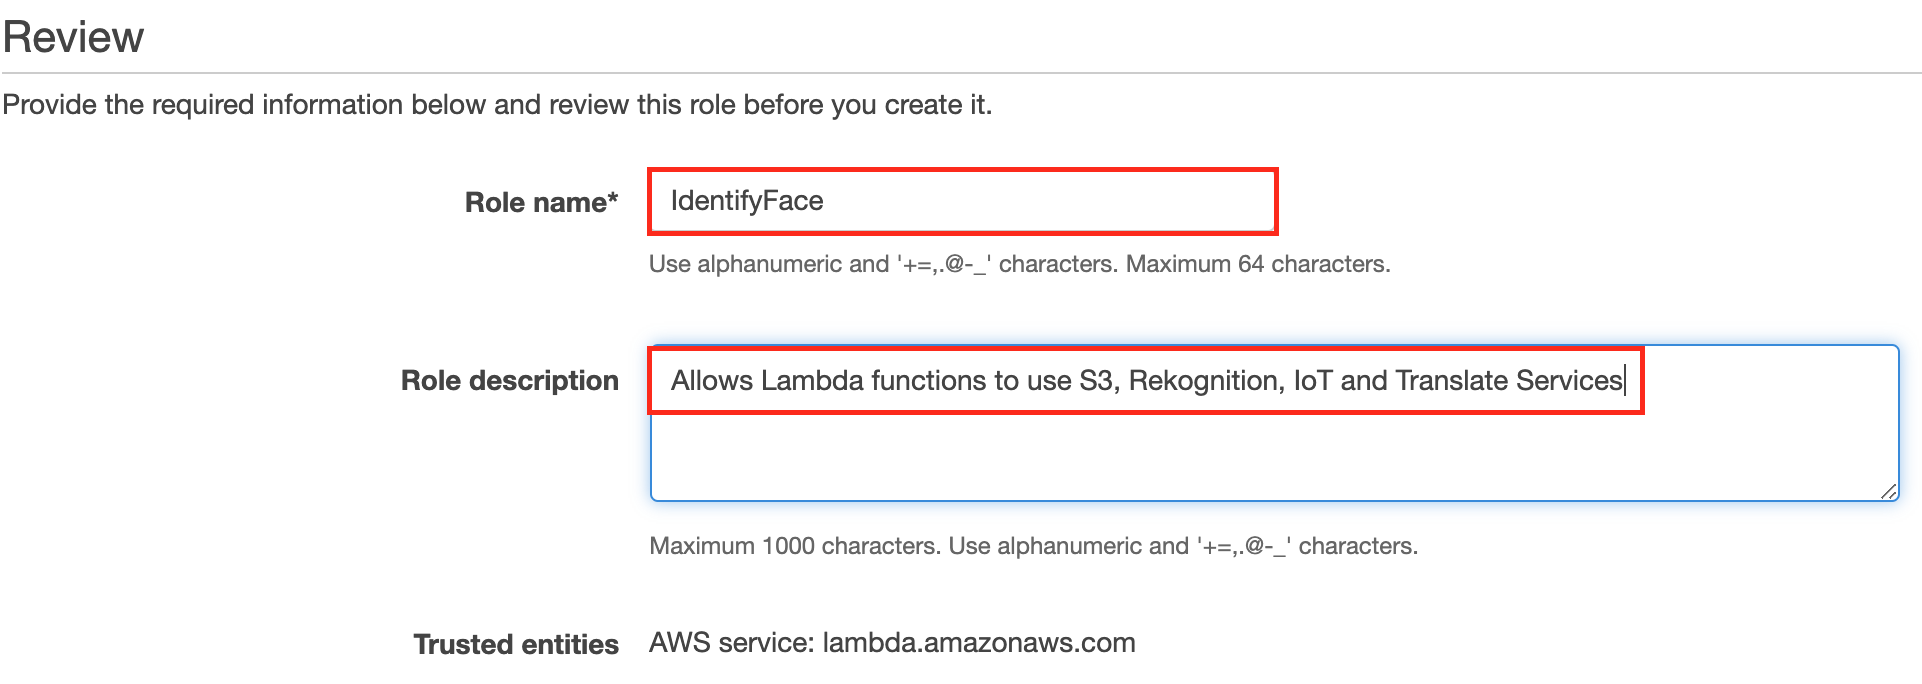 Review
Provide the required information below and review this role before you create it.
Role name* IdentifyFace
Use alphanumeric and '+=,.@-_' characters. Maximum 64 characters.
Role description Allows Lambda functions to use S3, Rekognition, IoT and Translate Services
Maximum 1000 characters. Use alphanumeric and '+=,.@-_' characters.
Trusted entities AWS service: lambda.amazonaws.com